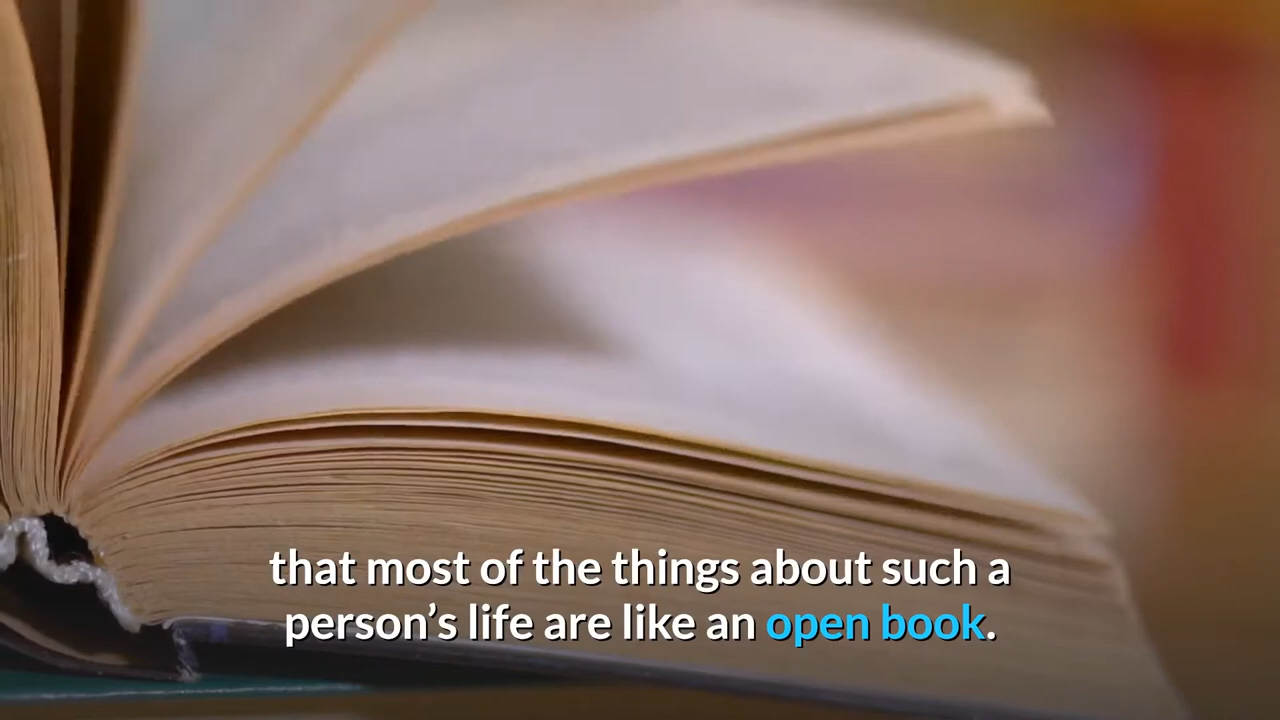 that most of the things about such a
person’s life are like an open book.